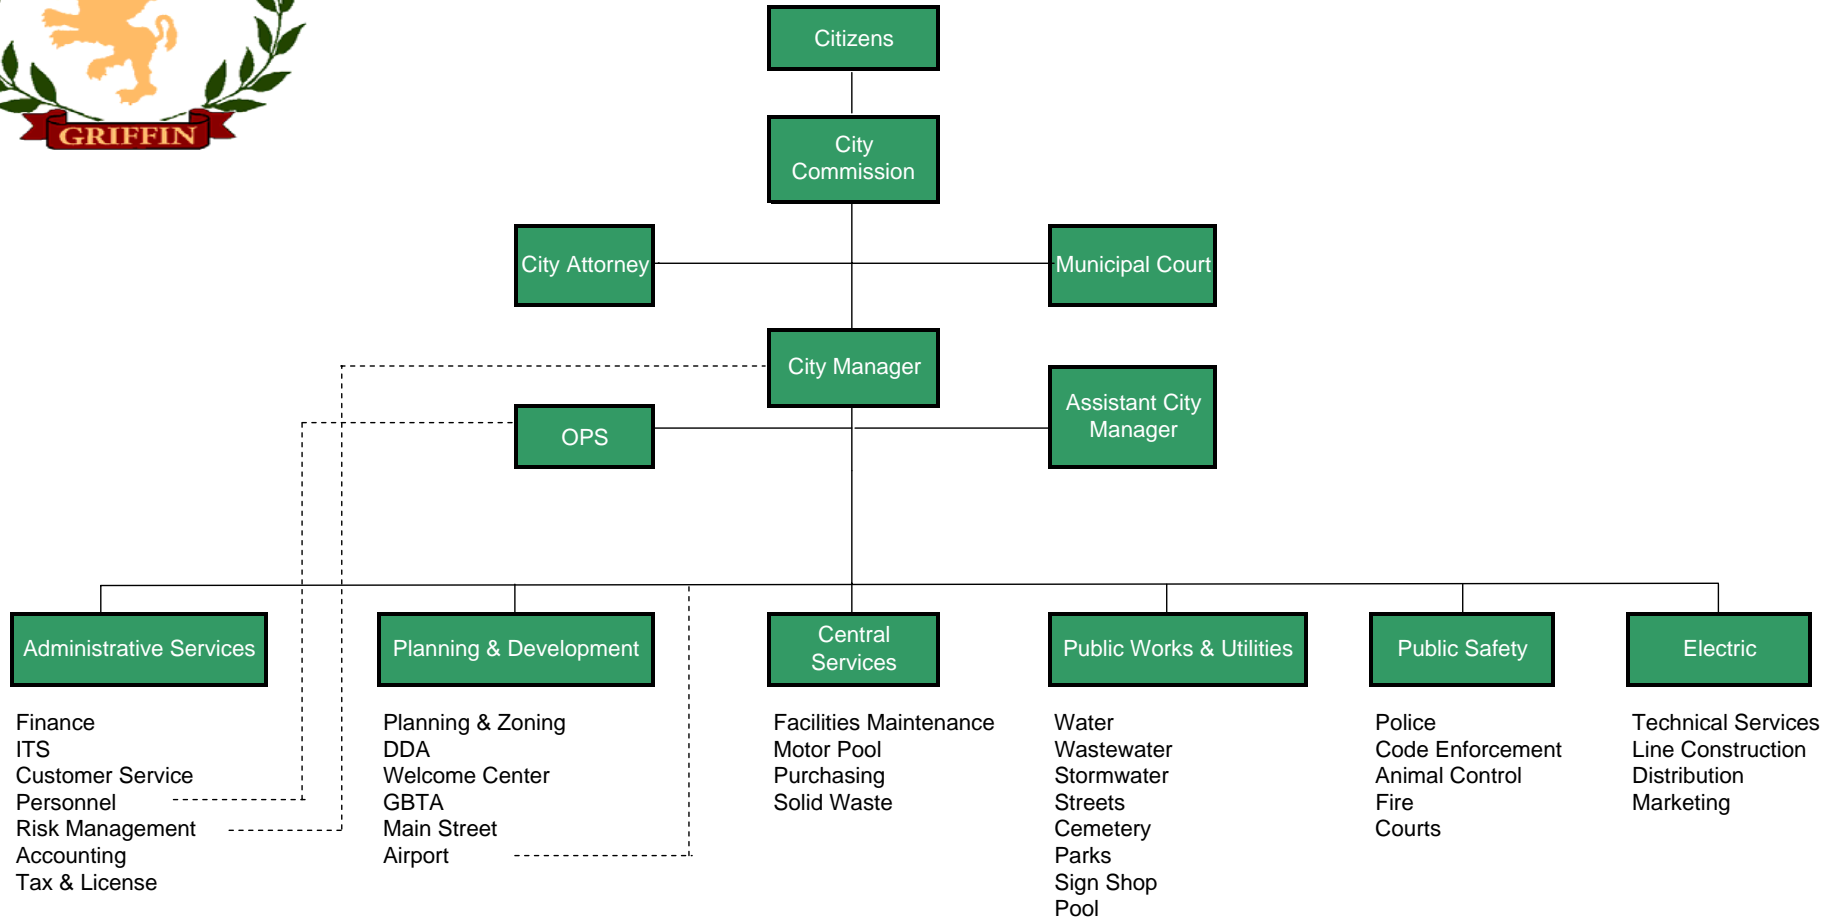 GRIFFIN
Citizens
City
Commission
City Attorney
Municipal Court
City Manager
Assistant City
Manager
OPS
Administrative Services
Planning & Development
Central
Services
Public Works & Utilities
Public Safety
Electric
Finance
ITS
Customer Service
Personnel
Risk Management
Accounting
Tax & License
Planning & Zoning
DDA
Welcome Center
GBTA
Main Street
Airport
Facilities Maintenance
Motor Pool
Purchasing
Solid Waste
Water
Wastewater
Stormwater
Streets
Cemetery
Parks
Sign Shop
Pool
Police
Code Enforcement
Animal Control
Fire
Courts
Technical Services
Line Construction
Distribution
Marketing